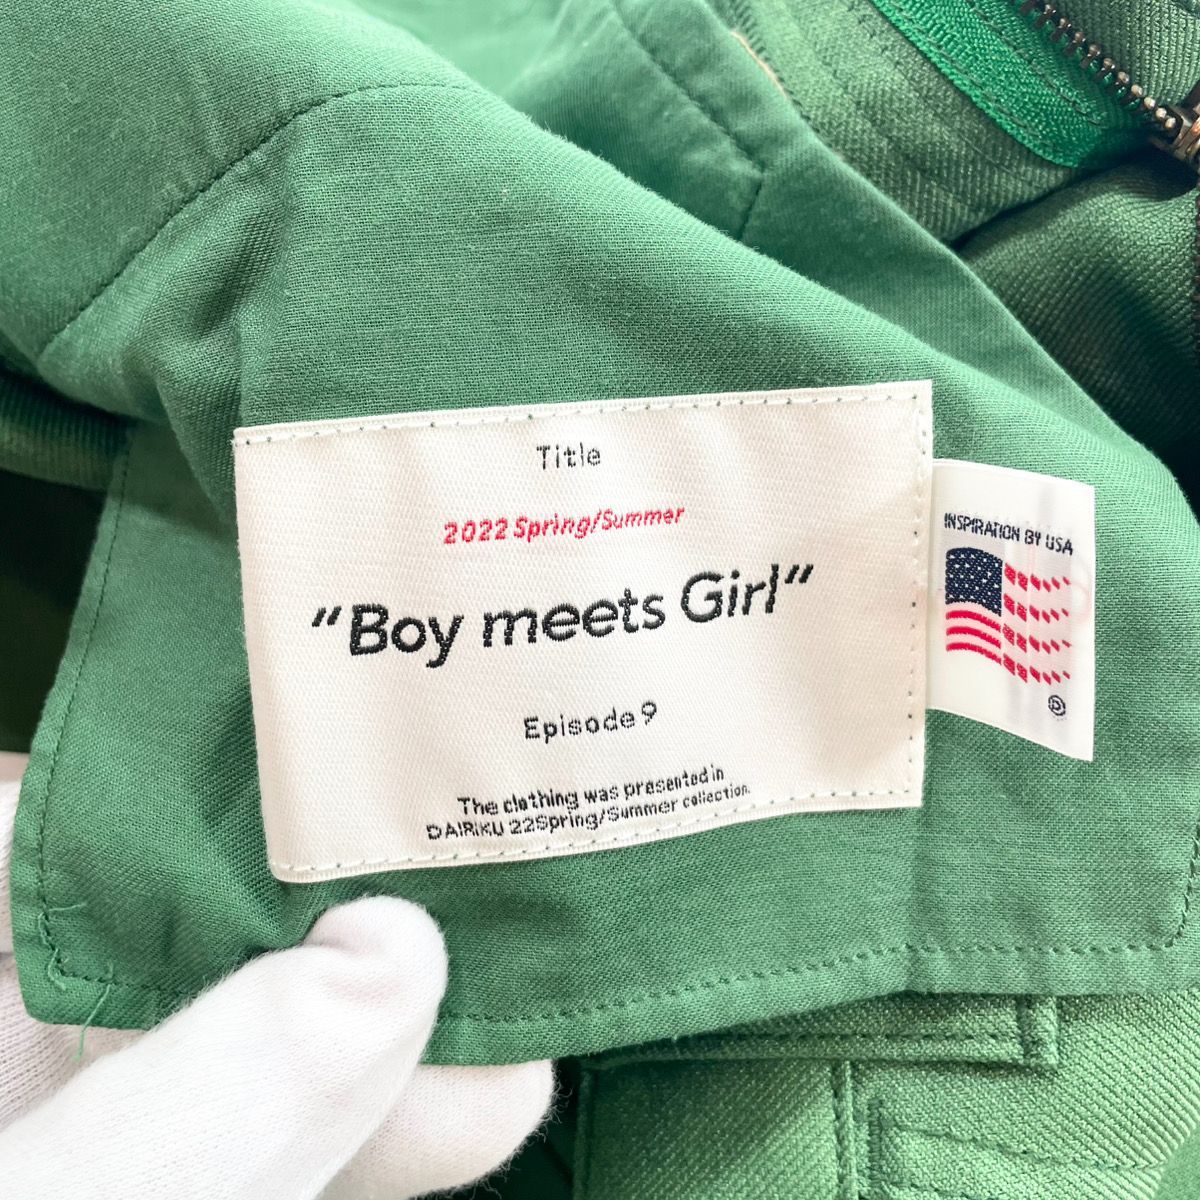 Title
2022 Spring/Summer
“Boy meets Girl”
Episode 9
The clothing was presented in
DAIRIKU 22Spring/Summer collection.
INSPIRATION BY USA
®